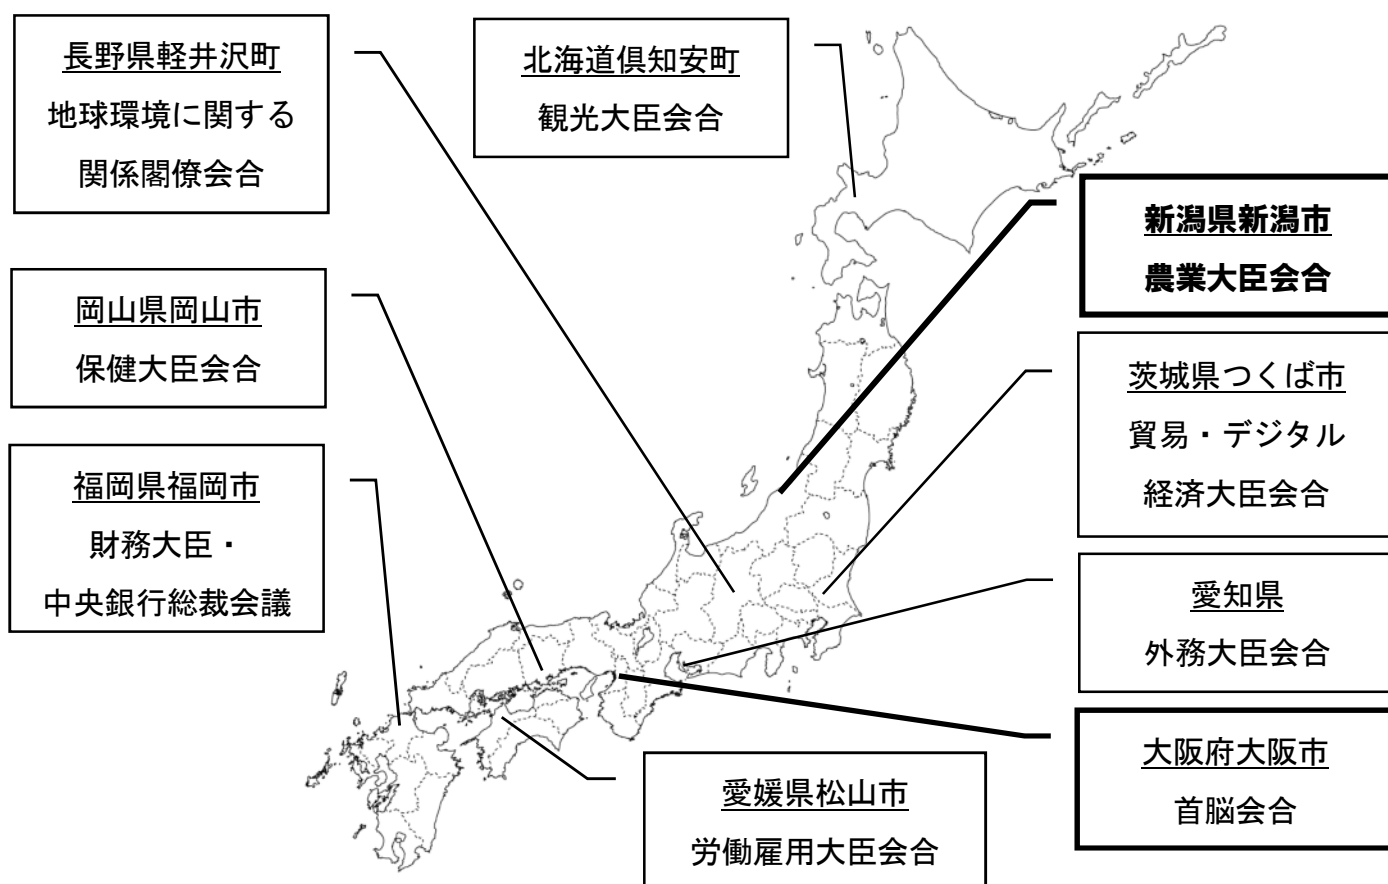 長野県軽井沢町
地球環境に関する
関係閣僚会合
北海道倶知安町
観光大臣会合
新潟県新潟市
農業大臣会合
岡山県岡山市
保健大臣会合
茨城県つくば市
貿易・デジタル
経済大臣会合
福岡県福岡市
財務大臣・
中央銀行総裁会議
愛知県
外務大臣会合
愛媛県松山市
労働雇用大臣会合
大阪府大阪市
首脳会合